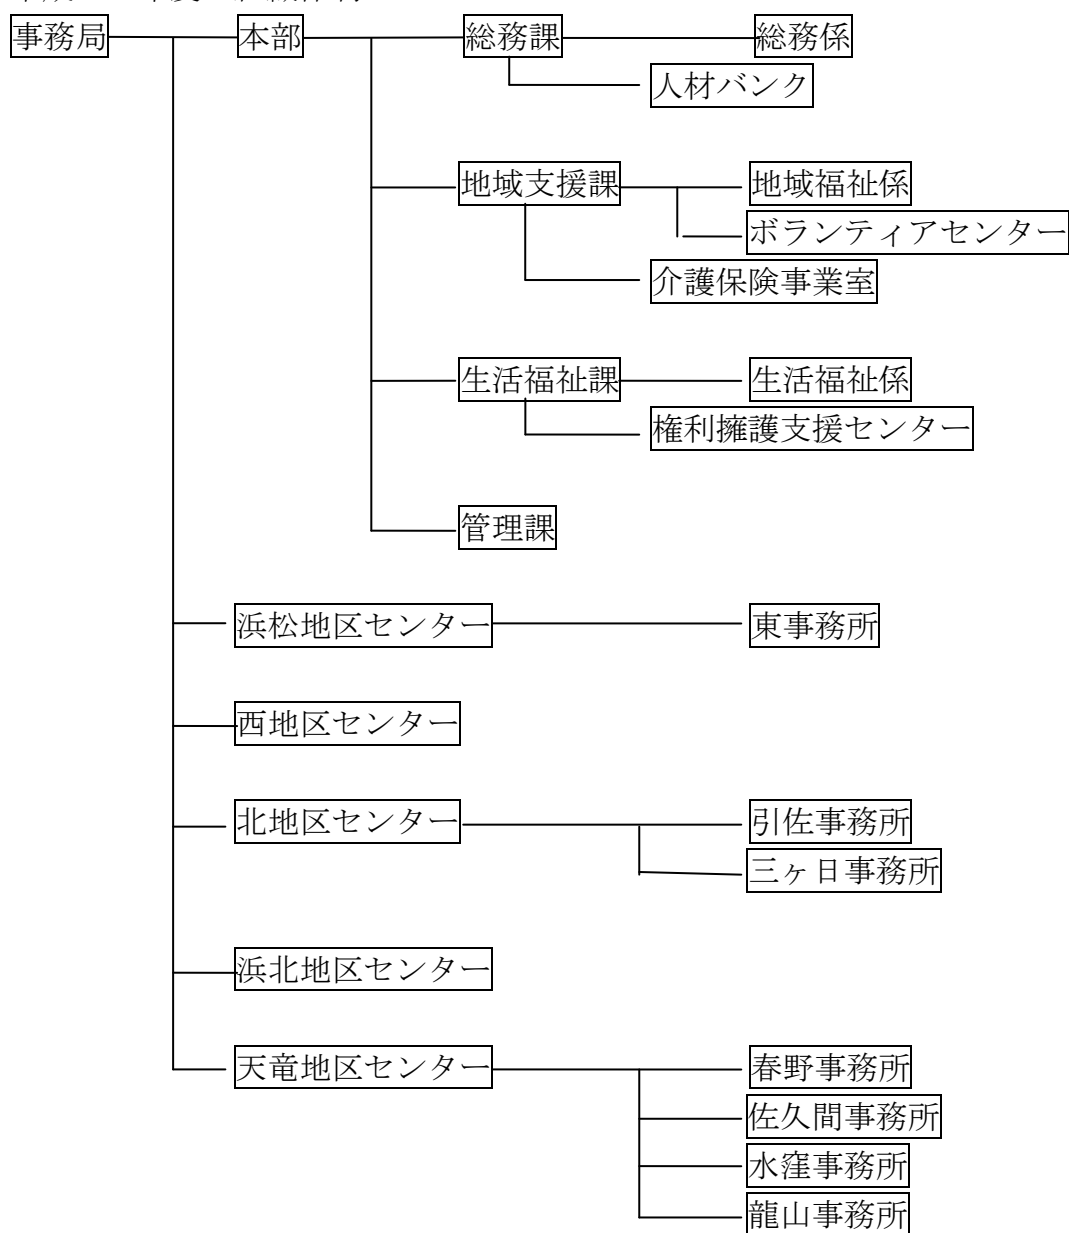 事務局 本部 総務課 総務係
人材バンク
地域支援課 地域福祉係
ボランティアセンター
介護保険事業室
生活福祉課 生活福祉係
権利擁護支援センター
管理課
浜松地区センター 東事務所
西地区センター
北地区センター 引佐事務所
三ヶ日事務所
浜北地区センター
天竜地区センター 春野事務所
佐久間事務所
水窪事務所
龍山事務所